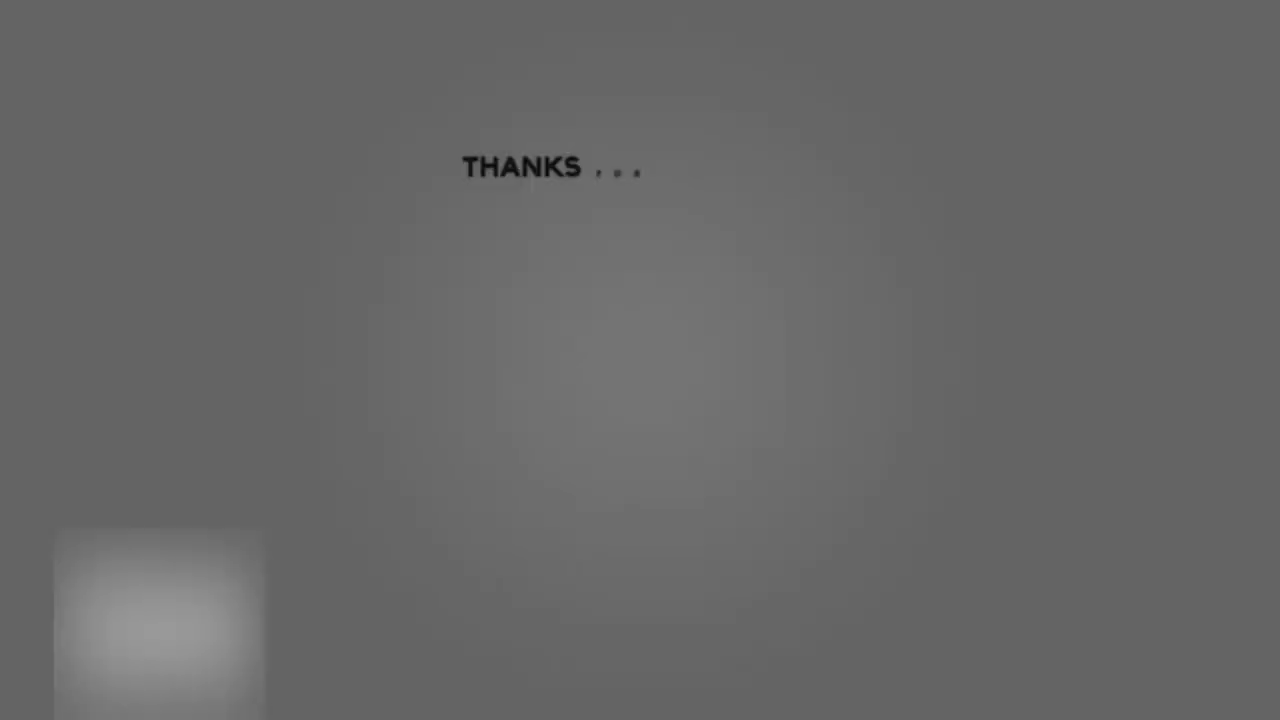 THANKS . . .